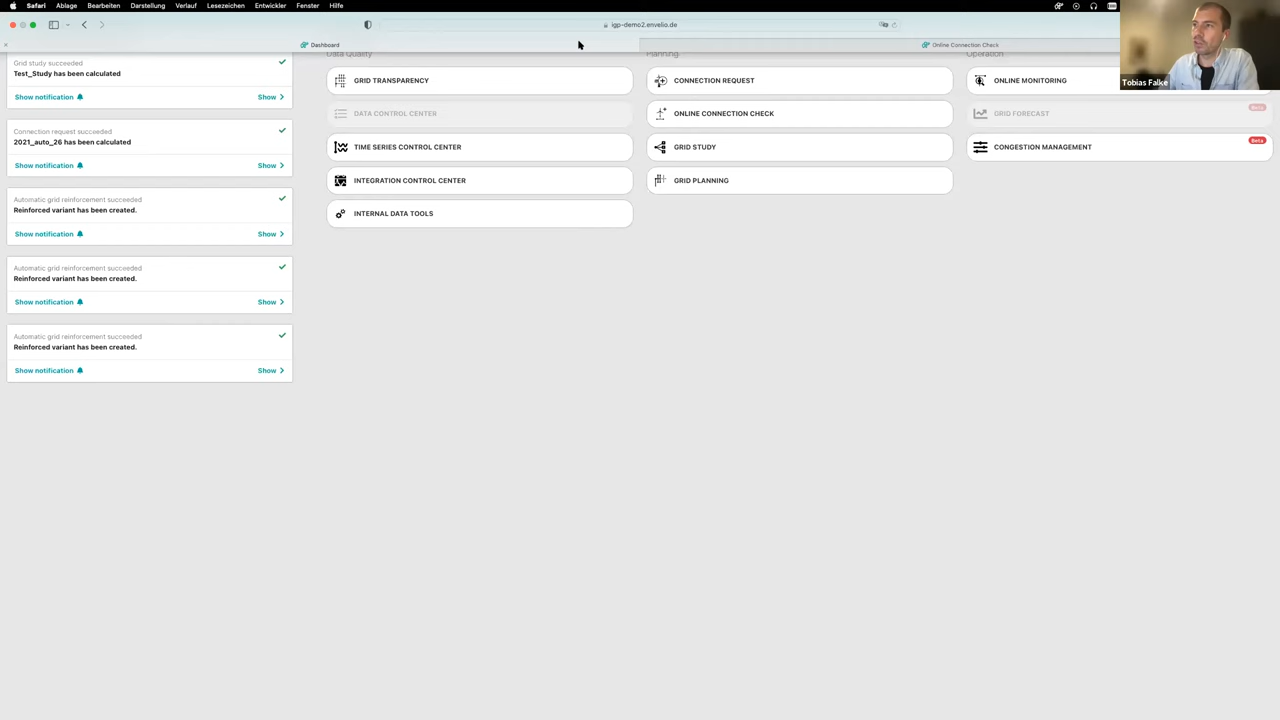 Safari Ablage Bearbeiten Darstellung Verlauf Lesezeichen Entwickler Fenster Hilfe
igp-demo2.envelio.de
Dashboard
Online Connection Check
Tobias Falke
Grid study succeeded
Test_Study has been calculated
Show notification Show
Connection request succeeded
2021_auto_26 has been calculated
Show notification Show
Automatic grid reinforcement succeeded
Reinforced variant has been created.
Show notification Show
Automatic grid reinforcement succeeded
Reinforced variant has been created.
Show notification Show
Automatic grid reinforcement succeeded
Reinforced variant has been created.
Show notification Show
Data Quality
GRID TRANSPARENCY
DATA CONTROL CENTER
TIME SERIES CONTROL CENTER
INTEGRATION CONTROL CENTER
INTERNAL DATA TOOLS
Planning
CONNECTION REQUEST
ONLINE CONNECTION CHECK
GRID STUDY
GRID PLANNING
Operation
ONLINE MONITORING
GRID FORECAST
Beta
CONGESTION MANAGEMENT
Beta